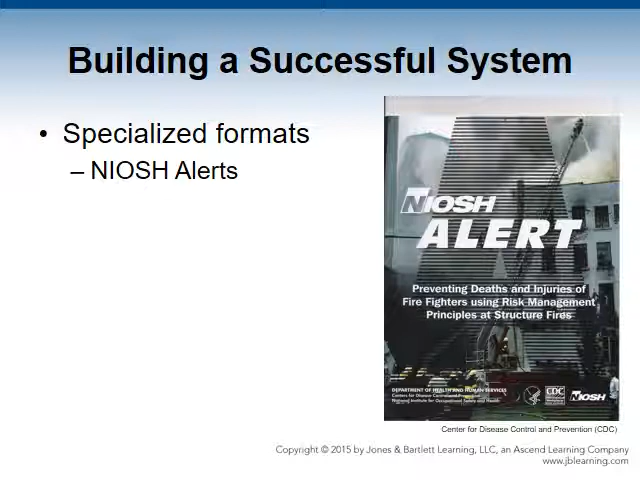 Building a Successful System
• Specialized formats
– NIOSH Alerts
NIOSH
ALERT
Preventing Deaths and Injuries of
Fire Fighters using Risk Management
Principles at Structure Fires
DEPARTMENT OF HEALTH AND HUMAN SERVICES
Centers for Disease Control and Prevention
National Institute for Occupational Safety and Health
CDC
NIOSH
Center for Disease Control and Prevention (CDC)
Copyright © 2015 by Jones & Bartlett Learning, LLC, an Ascend Learning Company
www.jblearning.com